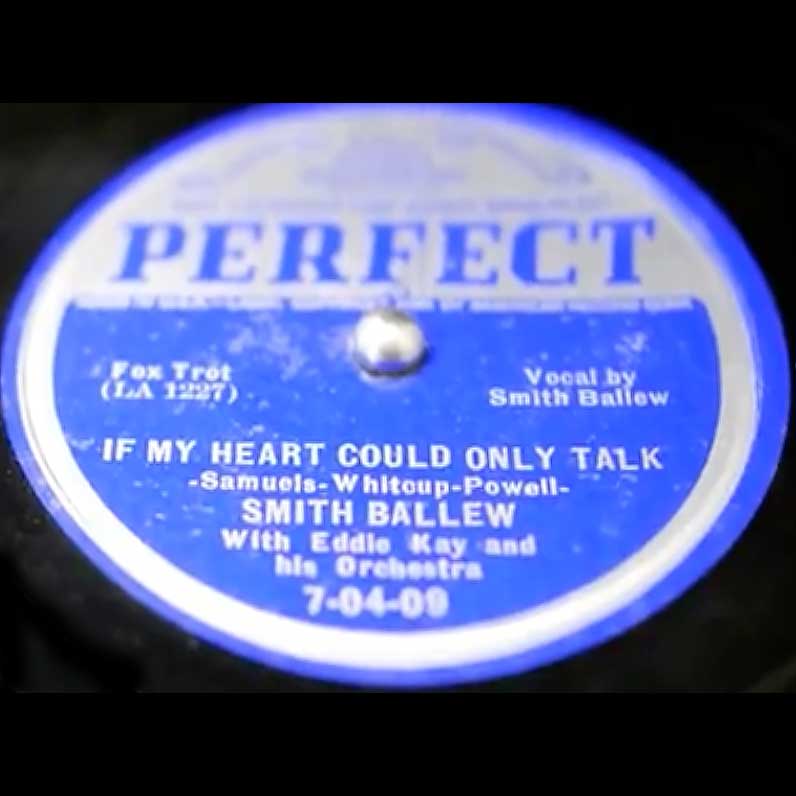 PERFECT
Fox Trot
(LA 1227)
Vocal by
Smith Ballew
IF MY HEART COULD ONLY TALK
-Samuels-Whitcup-Powell-
SMITH BALLEW
With Eddie Kay and
his Orchestra
7-04-09